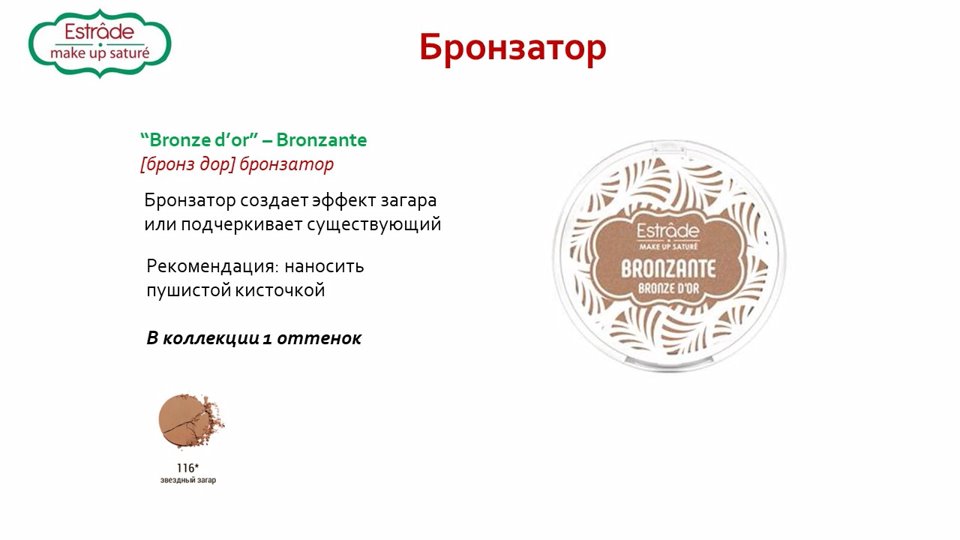 Estrâde
make up saturé
Бронзатор
“Bronze d’or” – Bronzante
[бронз дор] бронзатор
Бронзатор создает эффект загара
или подчеркивает существующий
Рекомендация: наносить
пушистой кисточкой
В коллекции 1 оттенок
116*
звездный загар
Estrâde
MAKE UP SATURÉ
BRONZANTE
BRONZE D'OR